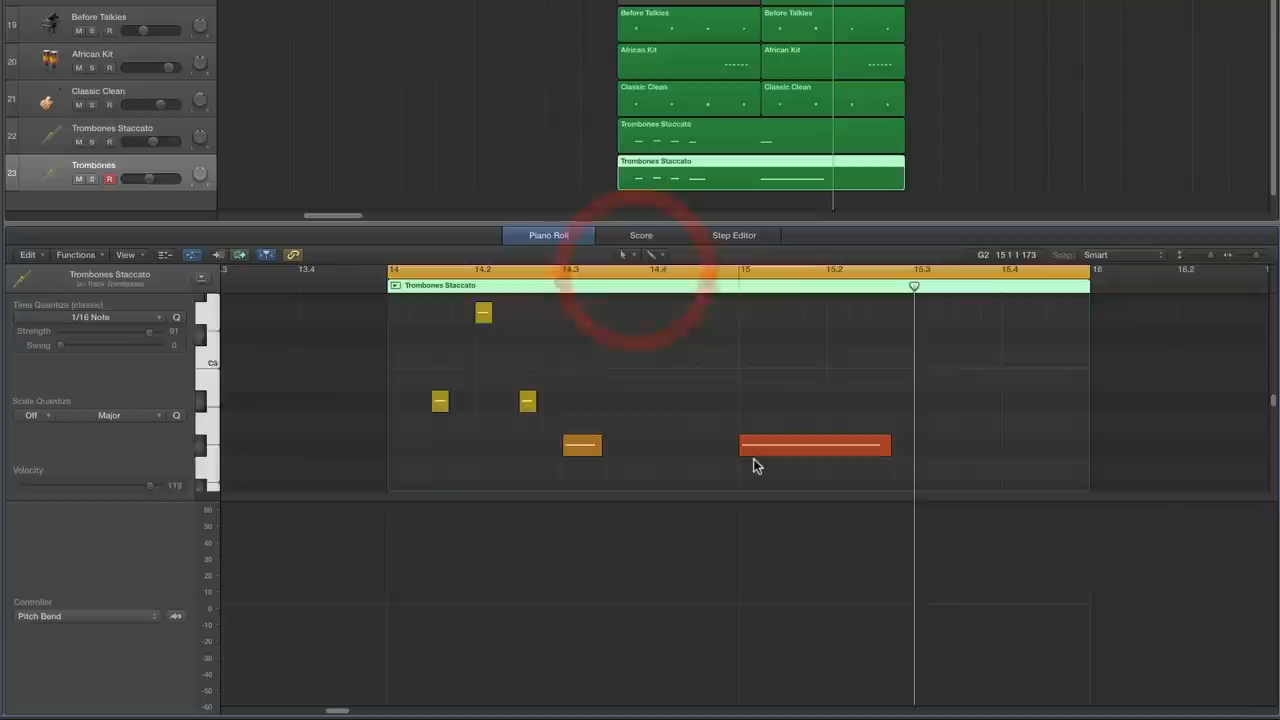 19 Before Talkies
M S R
20 African Kit
M S R
21 Classic Clean
M S R
22 Trombones Staccato
M S R
23 Trombones
M S R
Before Talkies Before Talkies
African Kit African Kit
Classic Clean Classic Clean
Trombones Staccato
Trombones Staccato
Piano Roll Score Step Editor
Edit Functions View
G2 15 1 1 173 Snap: Smart
Trombones Staccato
on Track Trombones
13.4 14 14.2 14.3 14.4 15 15.2 15.3 15.4 16 16.2
Trombones Staccato
Time Quantize (classic)
1/16 Note Q
Strength 91
Swing 0
C3
Scale Quantize
Off Major Q
Velocity
119
60
50
40
30
20
10
0
-10
-20
-30
-40
-50
-60
Controller
Pitch Bend